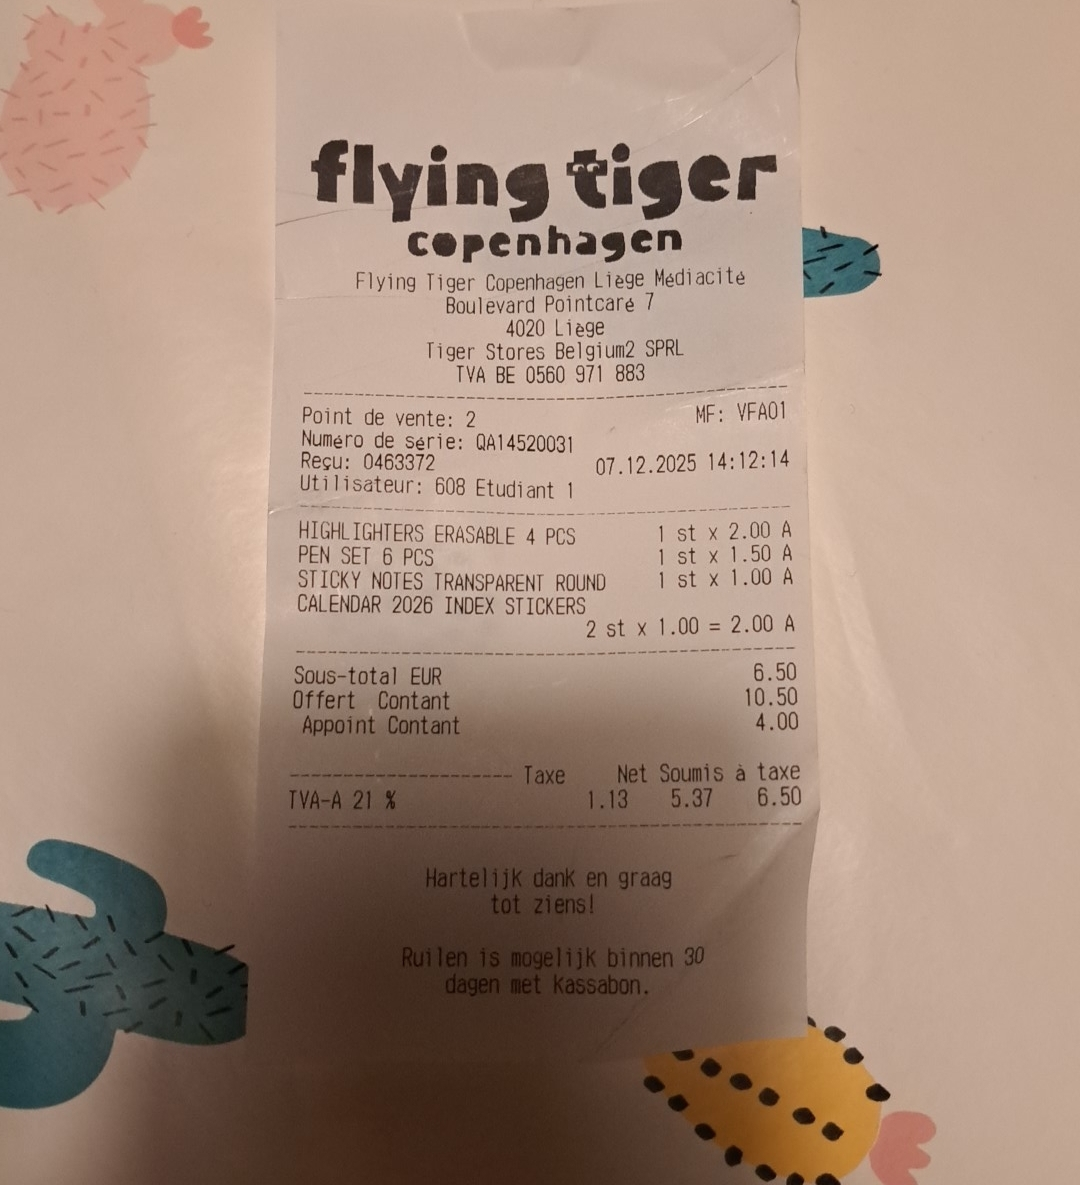 flying tiger
copenhagen
Flying Tiger Copenhagen Liège Médiacité
Boulevard Pointcaré 7
4020 Liège
Tiger Stores Belgium2 SPRL
TVA BE 0560 971 883
Point de vente: 2 MF: VFA01
Numéro de série: QA14520031
Reçu: 0463372 07.12.2025 14:12:14
Utilisateur: 608 Etudiant 1
HIGHLIGHTERS ERASABLE 4 PCS 1 st x 2.00 A
PEN SET 6 PCS 1 st x 1.50 A
STICKY NOTES TRANSPARENT ROUND 1 st x 1.00 A
CALENDAR 2026 INDEX STICKERS
2 st x 1.00 = 2.00 A
Sous-total EUR 6.50
Offert Contant 10.50
Appoint Contant 4.00
Taxe Net Soumis à taxe
TVA-A 21 % 1.13 5.37 6.50
Hartelijk dank en graag
tot ziens!
Ruilen is mogelijk binnen 30
dagen met kassabon.